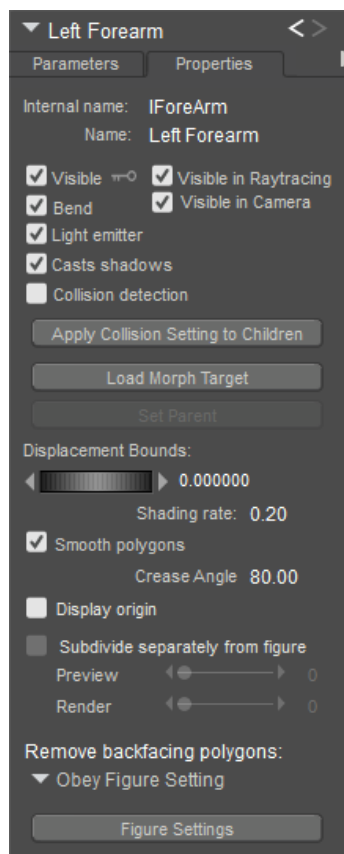 Left Forearm < >
Parameters Properties
Internal name: lForeArm
Name: Left Forearm
Visible Visible in Raytracing
Bend Visible in Camera
Light emitter
Casts shadows
Collision detection
Apply Collision Setting to Children
Load Morph Target
Set Parent
Displacement Bounds:
0.000000
Shading rate: 0.20
Smooth polygons
Crease Angle 80.00
Display origin
Subdivide separately from figure
Preview 0
Render 0
Remove backfacing polygons:
Obey Figure Setting
Figure Settings